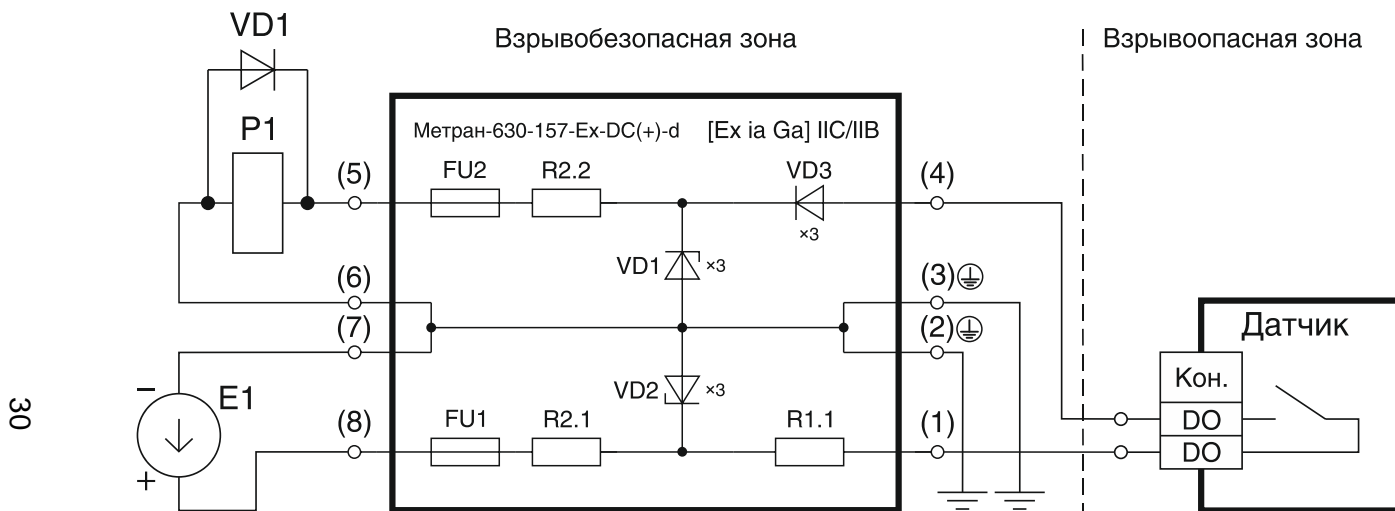 VD1
Взрывобезопасная зона
Взрывоопасная зона
P1
Метран-630-157-Ex-DC(+)-d [Ex ia Ga] IIC/IIB
(5)
FU2
R2.2
VD3
×3
(4)
VD1
×3
(6)
(3)
(7)
(2)
Датчик
Кон.
DO
DO
–
E1
+
VD2
×3
(8)
FU1
R2.1
R1.1
(1)
30